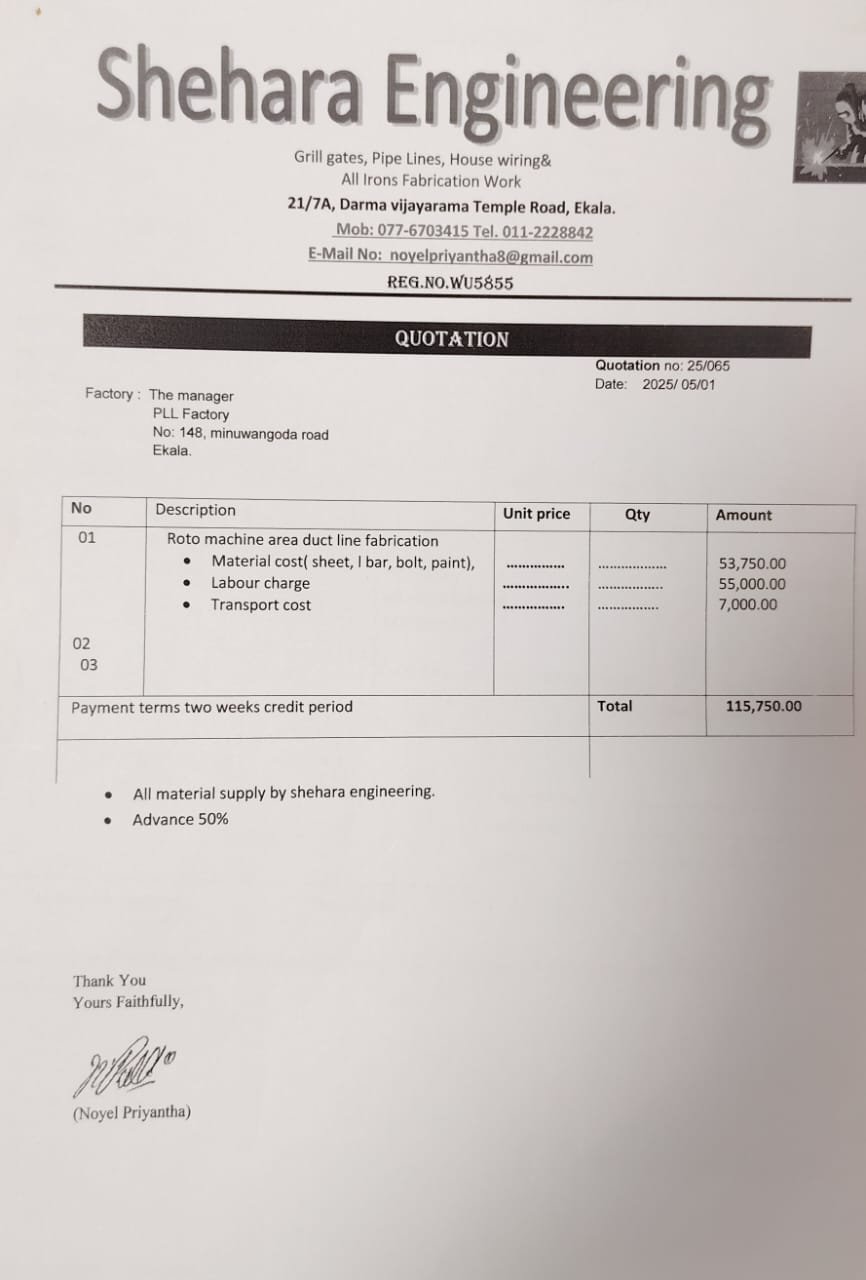 Shehara Engineering
Grill gates, Pipe Lines, House wiring&
All Irons Fabrication Work
21/7A, Darma vijayarama Temple Road, Ekala.
Mob: 077-6703415 Tel. 011-2228842
E-Mail No: noyelpriyantha8@gmail.com
REG.NO.WU5855
QUOTATION
Quotation no: 25/065
Date: 2025/ 05/01
Factory : The manager
PLL Factory
No: 148, minuwangoda road
Ekala.
No Description Unit price Qty Amount
01 Roto machine area duct line fabrication
• Material cost( sheet, l bar, bolt, paint), ............... .................. 53,750.00
• Labour charge ................. ................. 55,000.00
• Transport cost ................ ................ 7,000.00
02
03
Payment terms two weeks credit period Total 115,750.00
• All material supply by shehara engineering.
• Advance 50%
Thank You
Yours Faithfully,
(Noyel Priyantha)